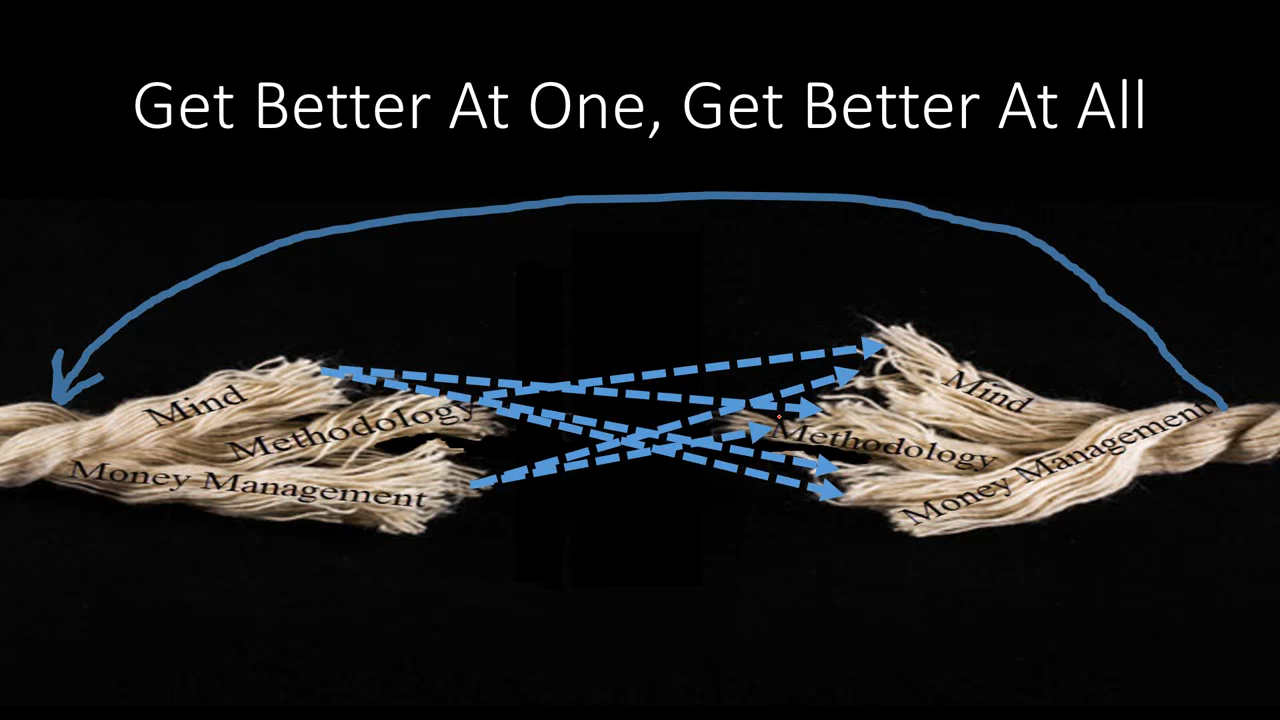 Get Better At One, Get Better At All
Mind
Methodology
Money Management
Mind
Methodology
Money Management